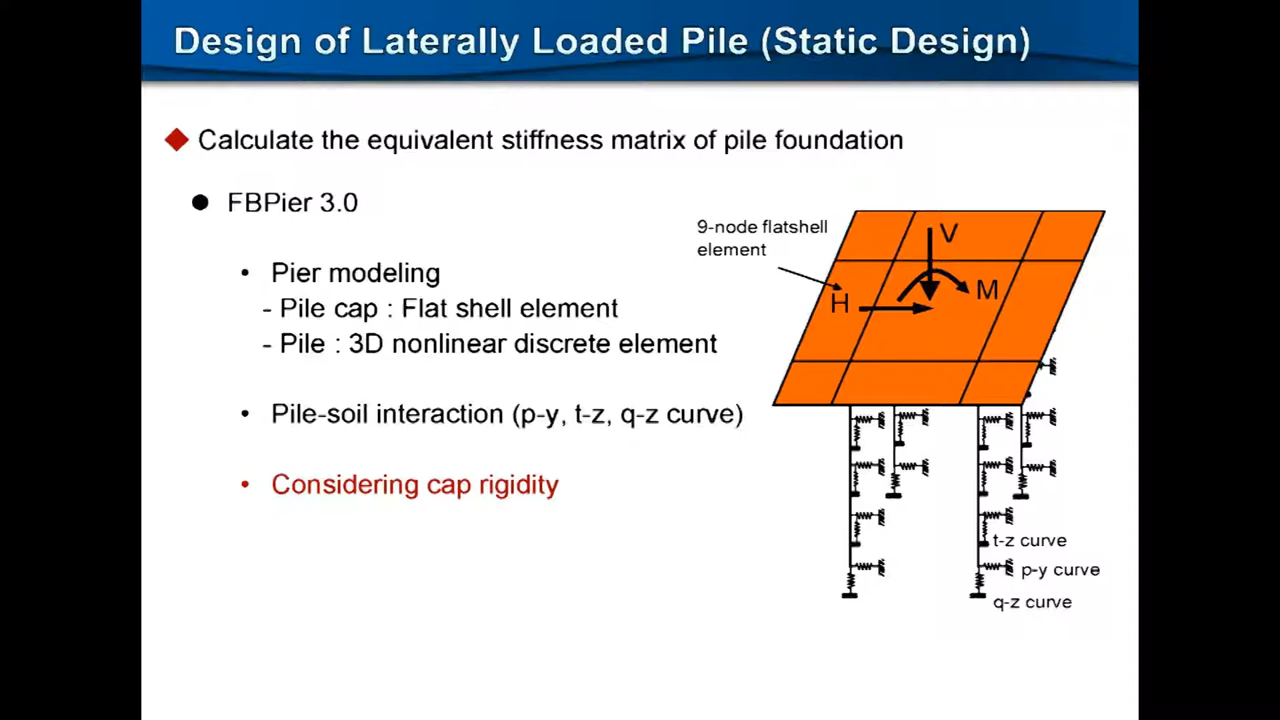 Design of Laterally Loaded Pile (Static Design)
Calculate the equivalent stiffness matrix of pile foundation
FBPier 3.0
• Pier modeling
- Pile cap : Flat shell element
- Pile : 3D nonlinear discrete element
• Pile-soil interaction (p-y, t-z, q-z curve)
• Considering cap rigidity
9-node flatshell
element
V
H
M
t-z curve
p-y curve
q-z curve